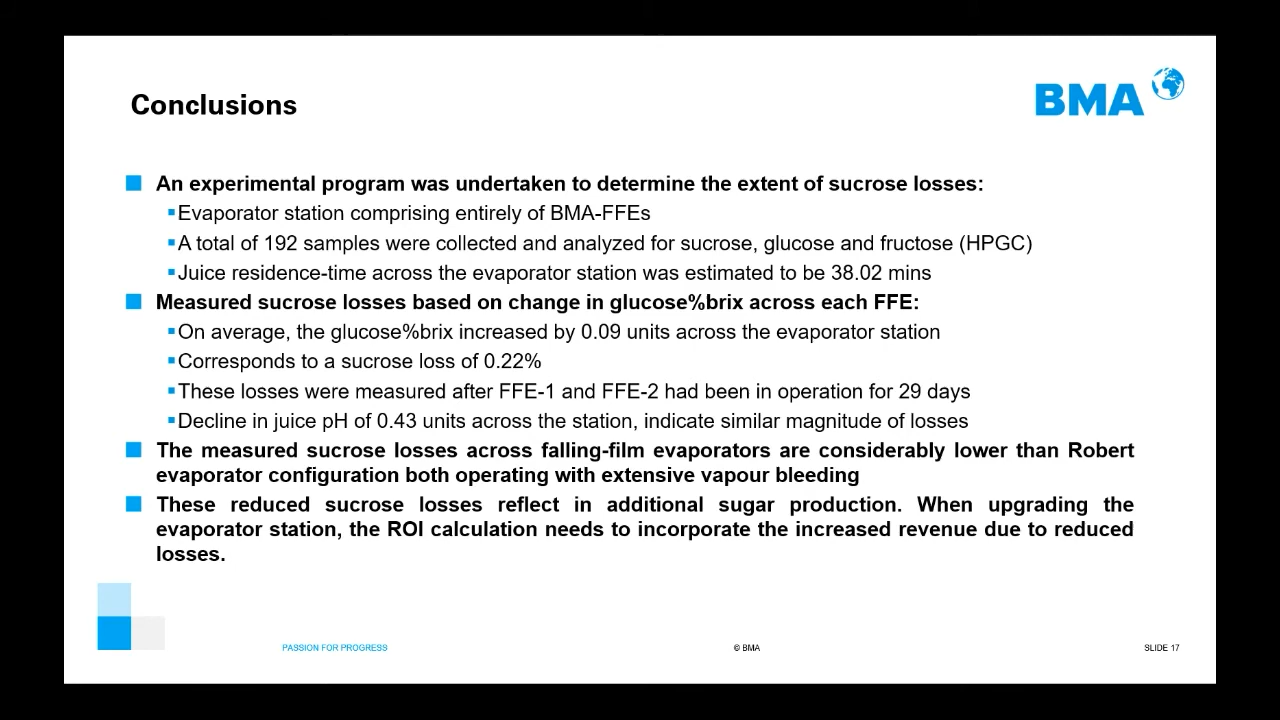 Conclusions
BMA
■ An experimental program was undertaken to determine the extent of sucrose losses:
▪Evaporator station comprising entirely of BMA-FFEs
▪A total of 192 samples were collected and analyzed for sucrose, glucose and fructose (HPGC)
▪Juice residence-time across the evaporator station was estimated to be 38.02 mins
■ Measured sucrose losses based on change in glucose%brix across each FFE:
▪On average, the glucose%brix increased by 0.09 units across the evaporator station
▪Corresponds to a sucrose loss of 0.22%
▪These losses were measured after FFE-1 and FFE-2 had been in operation for 29 days
▪Decline in juice pH of 0.43 units across the station, indicate similar magnitude of losses
■ The measured sucrose losses across falling-film evaporators are considerably lower than Robert
evaporator configuration both operating with extensive vapour bleeding
■ These reduced sucrose losses reflect in additional sugar production. When upgrading the
evaporator station, the ROI calculation needs to incorporate the increased revenue due to reduced
losses.
PASSION FOR PROGRESS
© BMA
SLIDE 17